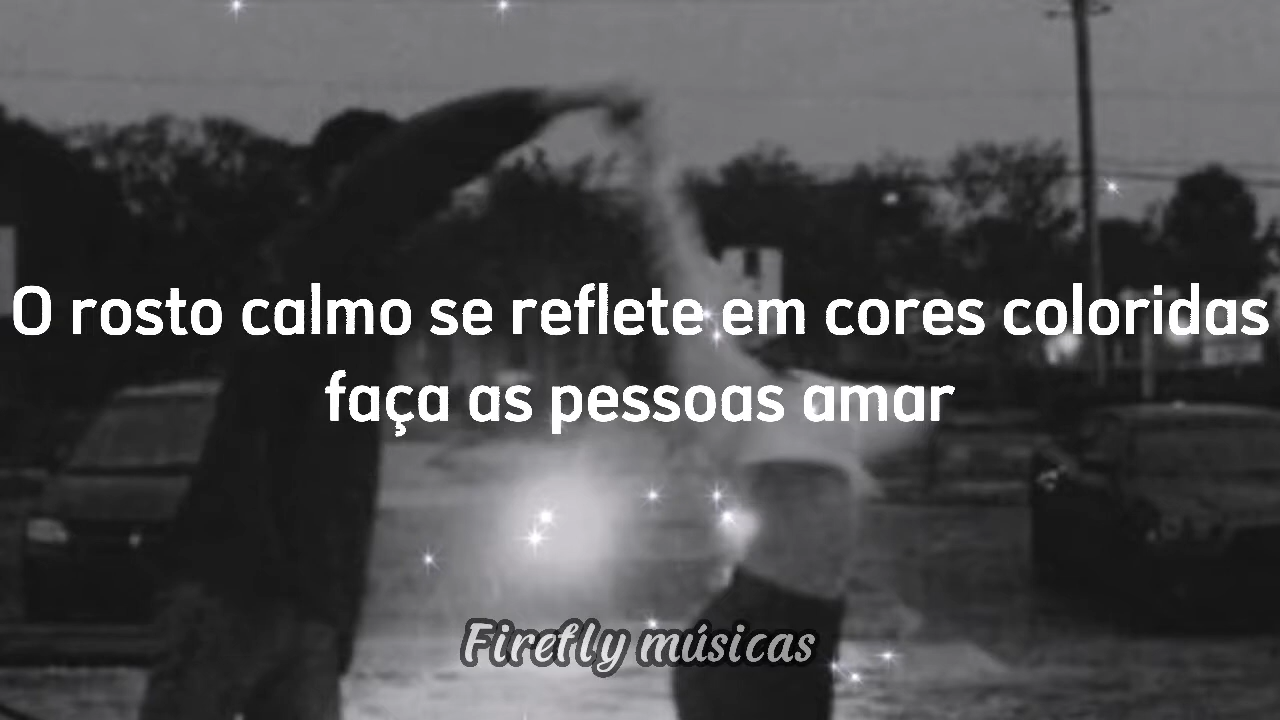 O rosto calmo se reflete em cores coloridas
faça as pessoas amar
Firefly músicas